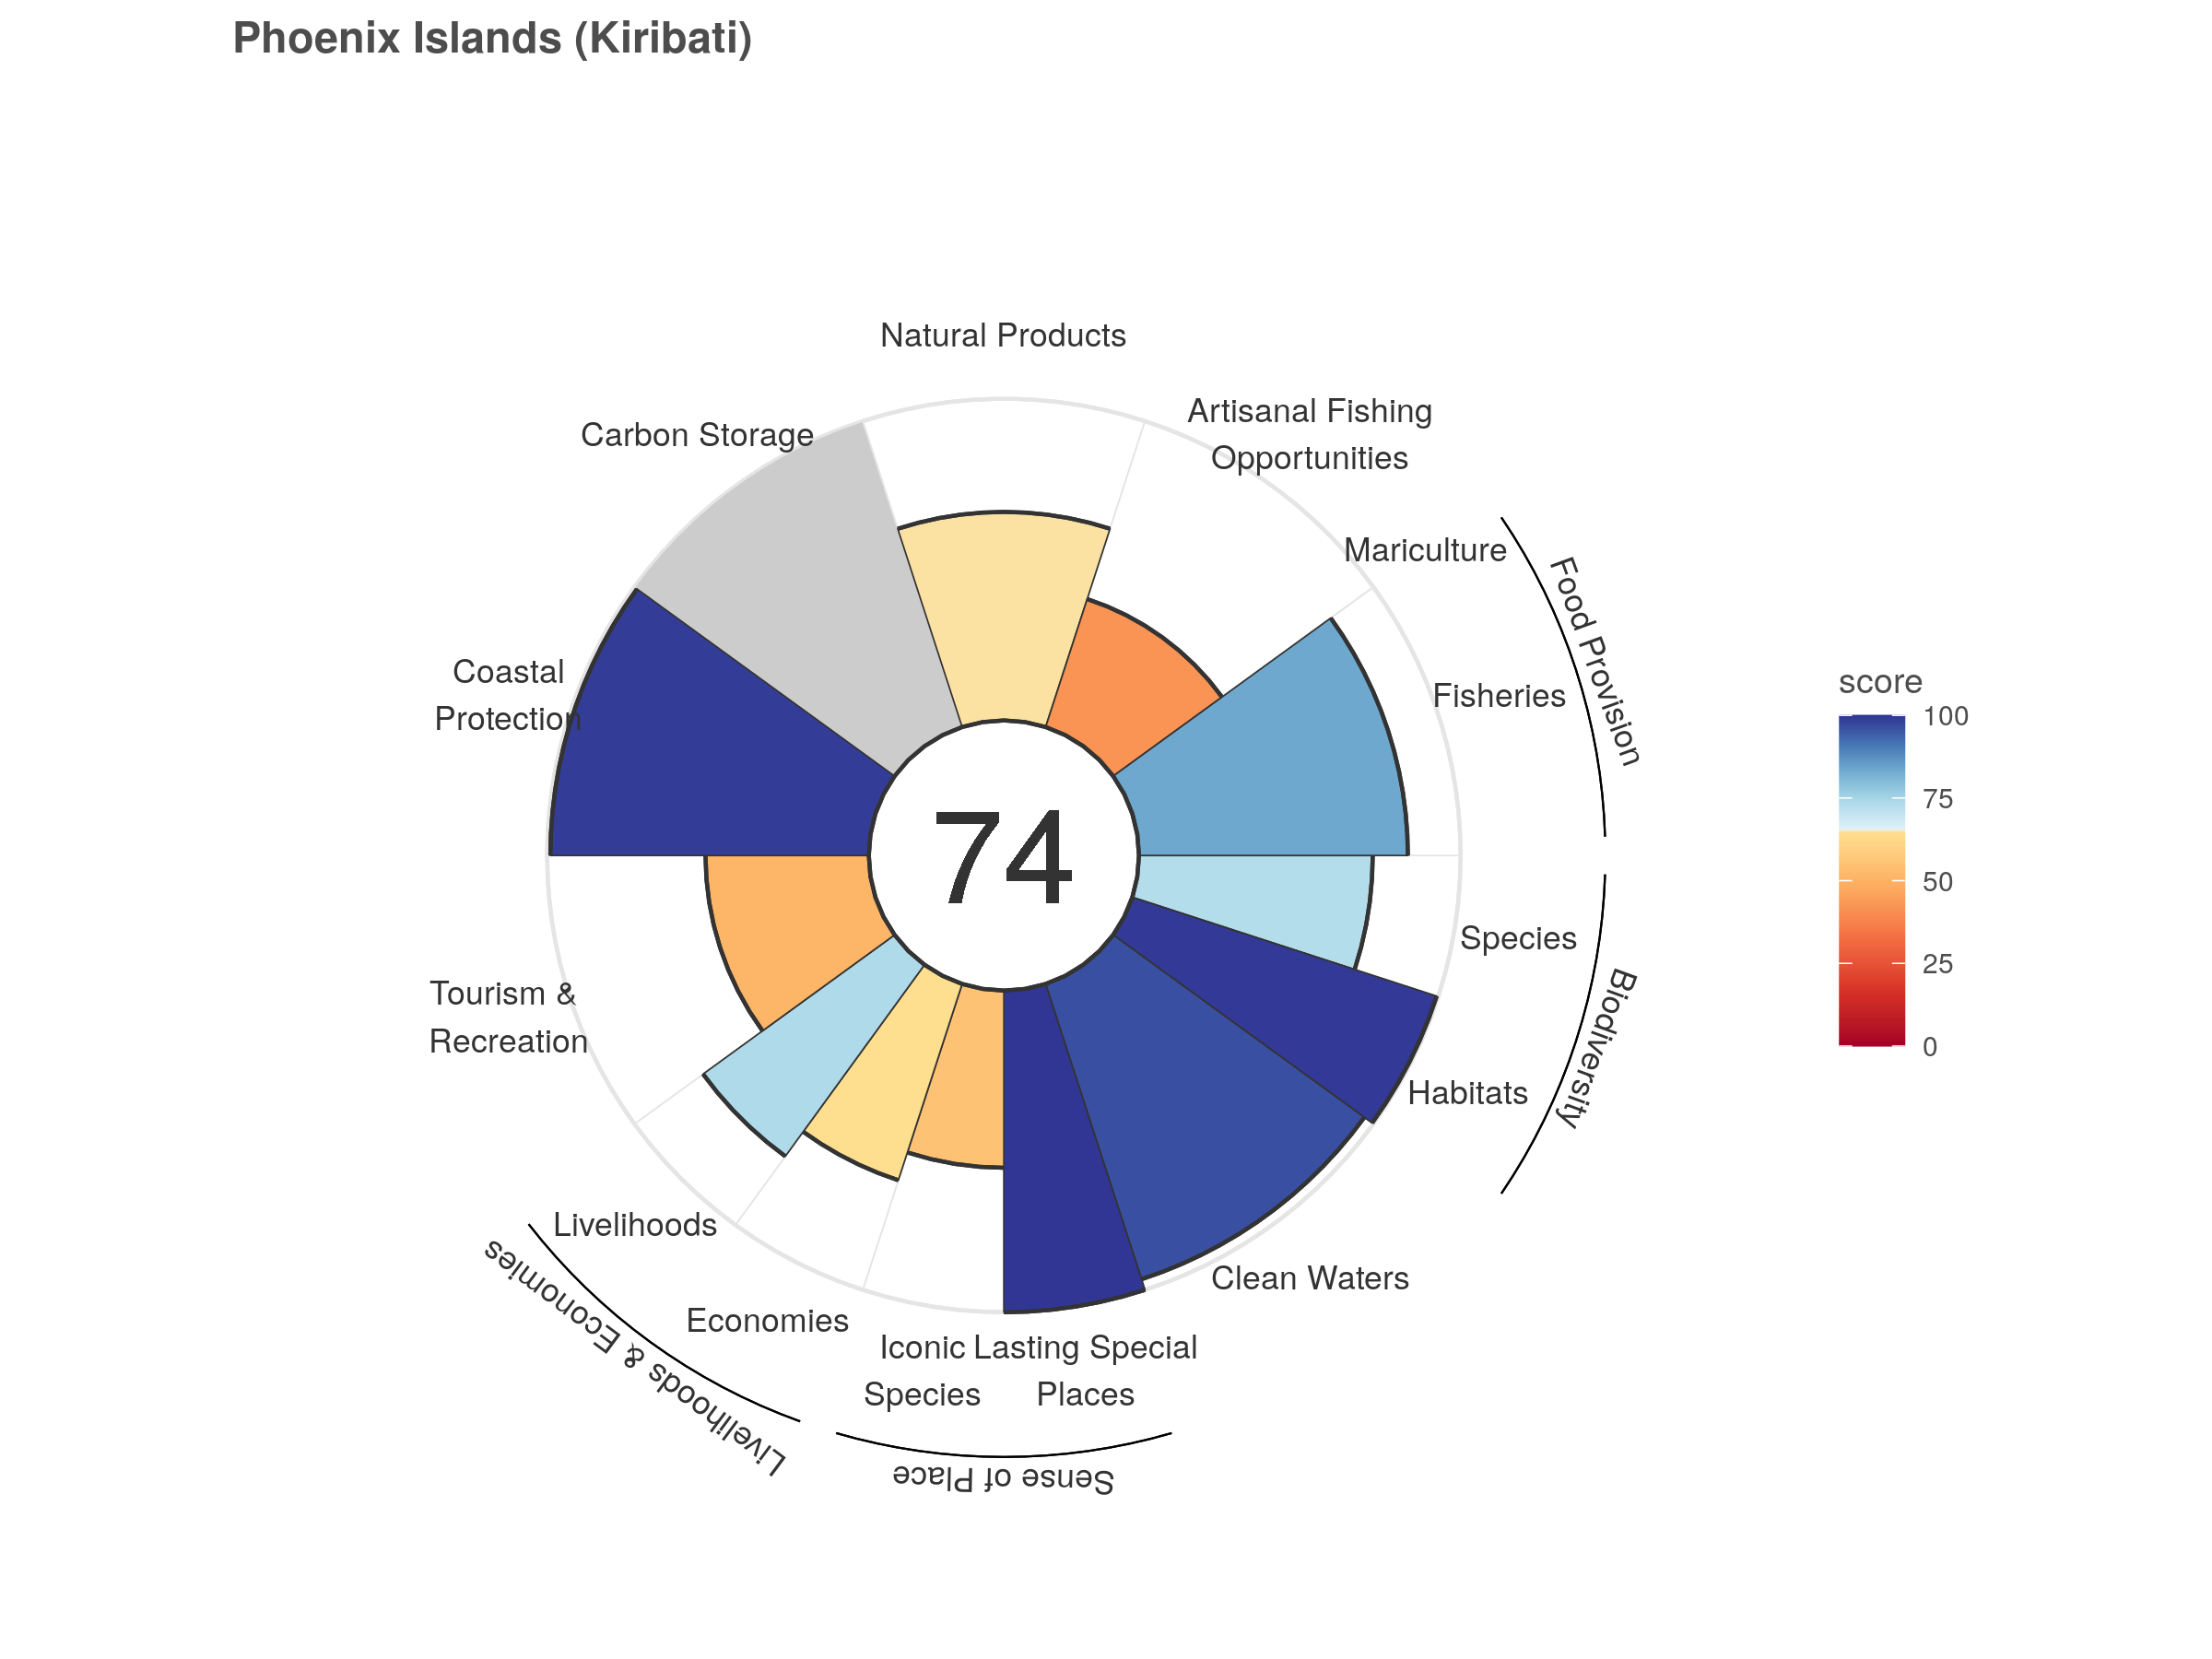 Phoenix Islands (Kiribati)
Natural Products
Artisanal Fishing
Opportunities
Carbon Storage
Mariculture
Food Provision
Fisheries
Coastal
Protection
74
score
100
75
50
25
0
Species
Biodiversity
Habitats
Tourism &
Recreation
Livelihoods
Clean Waters
Economies
Livelihoods & Economies
Iconic
Species
Lasting Special
Places
Sense of Place